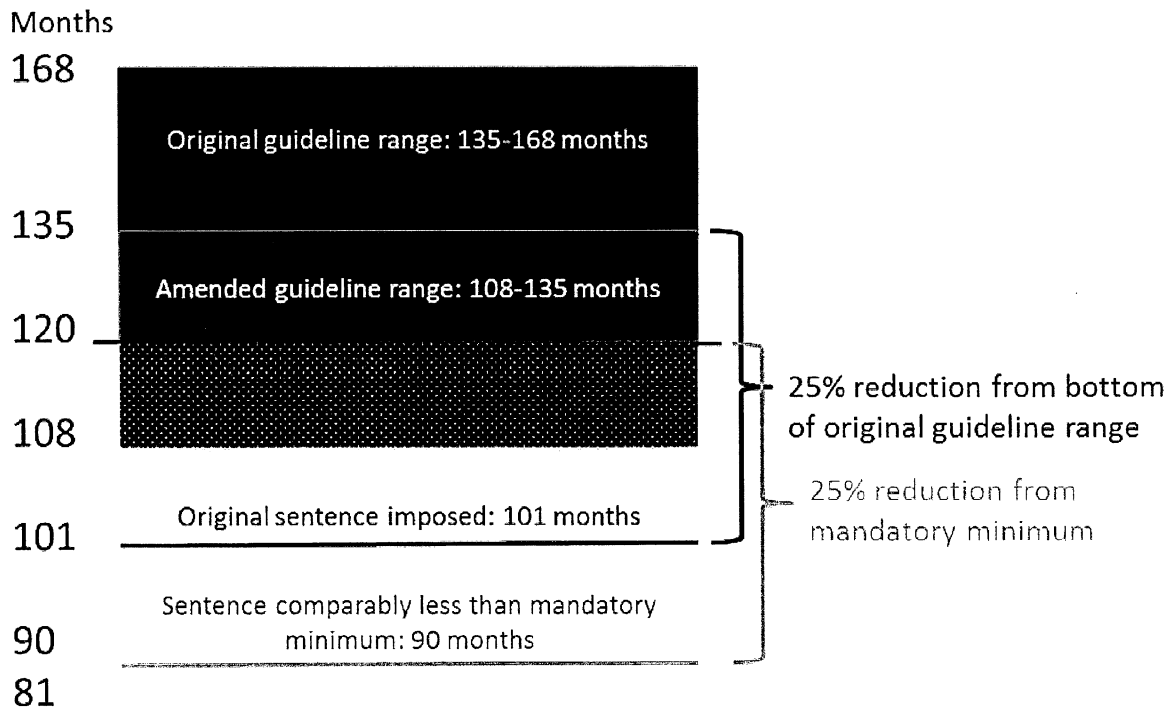 Months
168
Original guideline range: 135-168 months
135
Amended guideline range: 108-135 months
120
25% reduction from bottom
of original guideline range
108
25% reduction from
mandatory minimum
Original sentence imposed: 101 months
101
Sentence comparably less than mandatory
minimum: 90 months
90
81